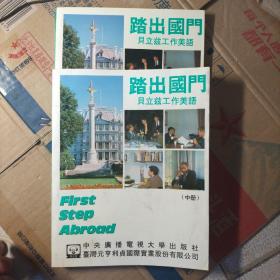 踏出國門
貝立茲工作美語
踏出國門
貝立茲工作美語
(中册)
First
Step
Abroad
中央廣播電視大學出版社
臺灣元亨利貞國際實業股份有限公司